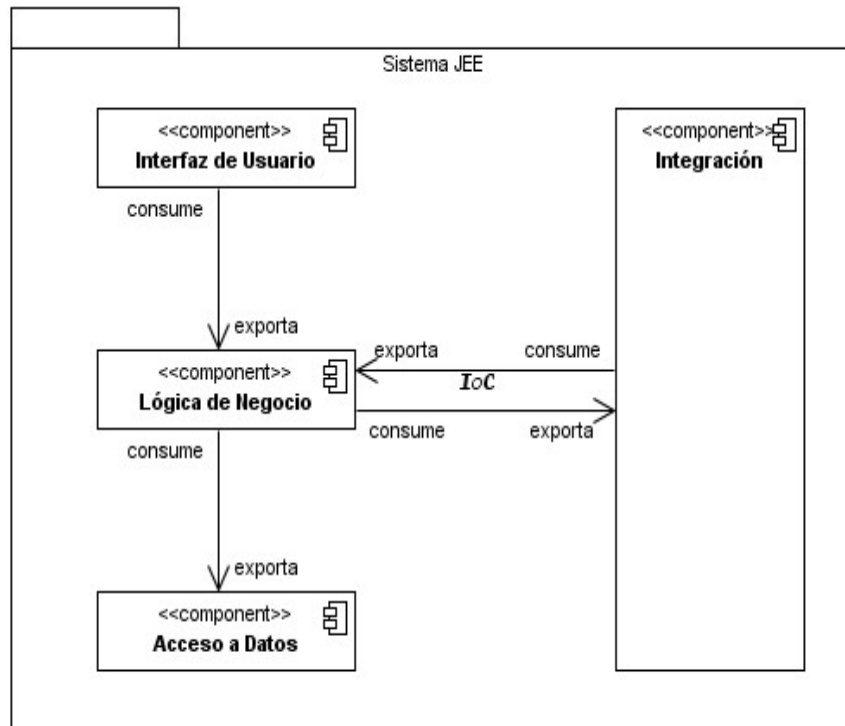 Sistema JEE
<<component>>
Interfaz de Usuario
<<component>>
Integración
consume
exporta
<<component>>
Lógica de Negocio
exporta
consume
IoC
consume
exporta
consume
exporta
<<component>>
Acceso a Datos